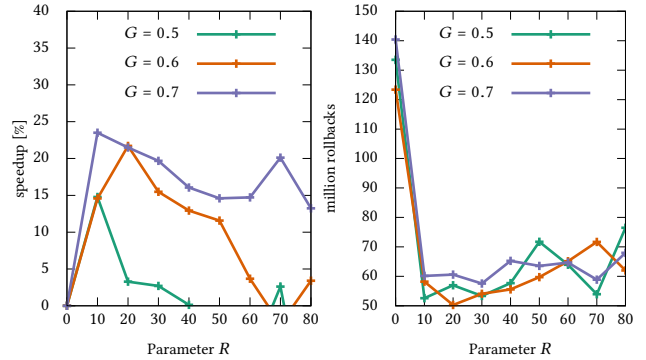 speedup [%]
40
35
30
25
20
15
10
5
0
0 10 20 30 40 50 60 70 80
Parameter R
G = 0.5
G = 0.6
G = 0.7
million rollbacks
150
140
130
120
110
100
90
80
70
60
50
0 10 20 30 40 50 60 70 80
Parameter R
G = 0.5
G = 0.6
G = 0.7